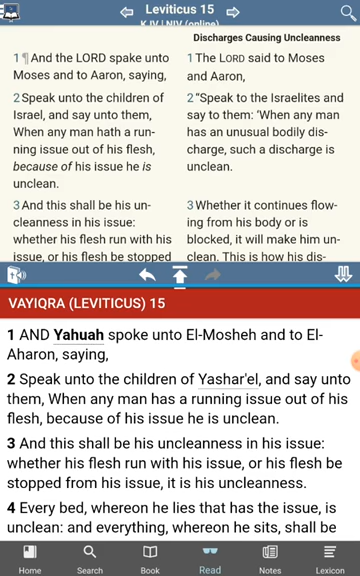 Leviticus 15
KJV | NIV (online)
Discharges Causing Uncleanness
1 ¶ And the LORD spake unto
Moses and to Aaron, saying,
2 Speak unto the children of
Israel, and say unto them,
When any man hath a run-
ning issue out of his flesh,
because of his issue he is
unclean.
3 And this shall be his un-
cleanness in his issue:
whether his flesh run with his
issue, or his flesh be stopped
1 The LORD said to Moses
and Aaron,
2 “Speak to the Israelites and
say to them: ‘When any man
has an unusual bodily dis-
charge, such a discharge is
unclean.
3 Whether it continues flow-
ing from his body or is
blocked, it will make him un-
clean. This is how his dis-
VAYIQRA (LEVITICUS) 15
1 AND Yahuah spoke unto El-Mosheh and to El-
Aharon, saying,
2 Speak unto the children of Yashar'el, and say unto
them, When any man has a running issue out of his
flesh, because of his issue he is unclean.
3 And this shall be his uncleanness in his issue:
whether his flesh run with his issue, or his flesh be
stopped from his issue, it is his uncleanness.
4 Every bed, whereon he lies that has the issue, is
unclean: and everything, whereon he sits, shall be
Home
Search
Book
Read
Notes
Lexicon